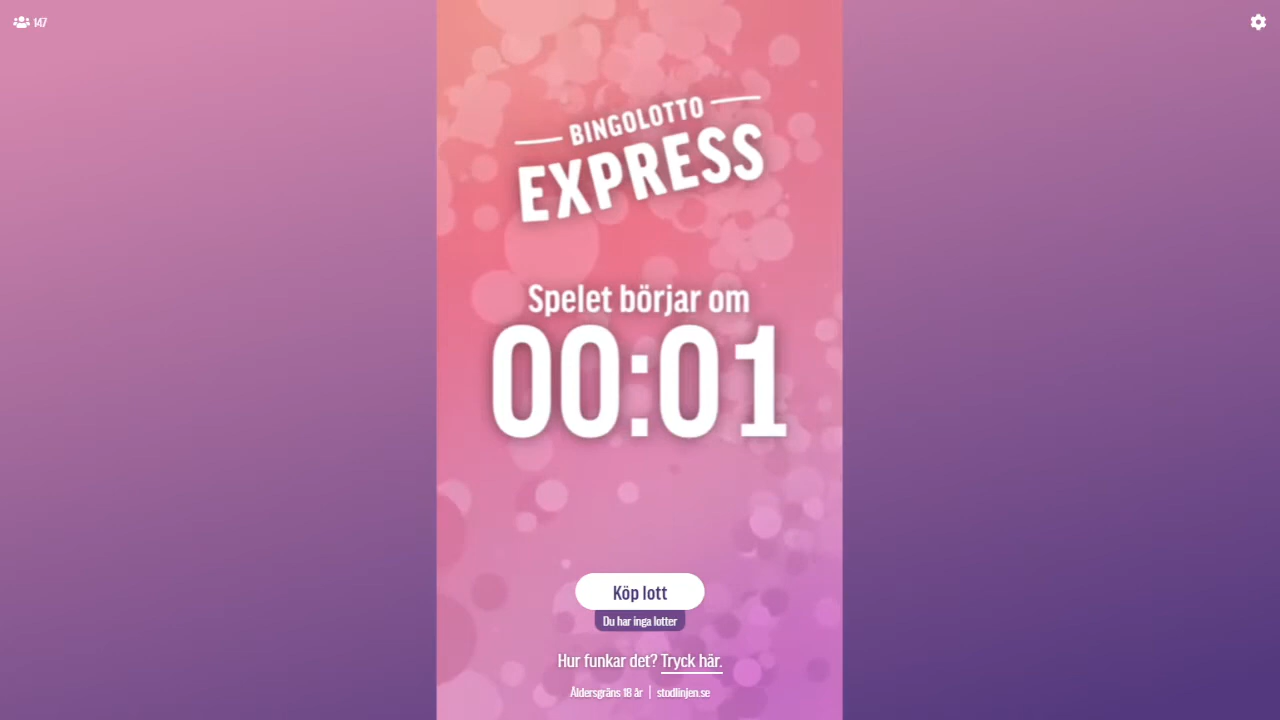 147
BINGOLOTTO
EXPRESS
Spelet börjar om
00:01
Köp lott
Du har inga lotter
Hur funkar det? Tryck här.
Åldersgräns 18 år | stodlinjen.se